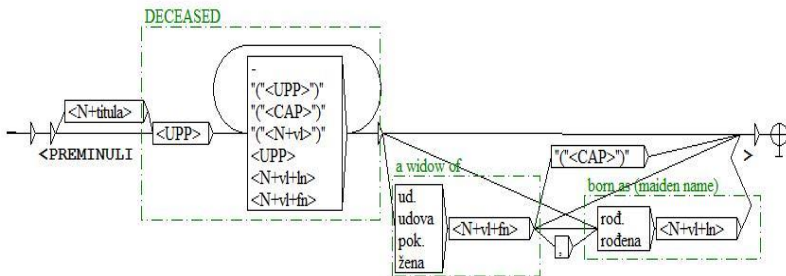 DECEASED
-
"("<UPP>")"
"("<CAP>")"
"("<N+vl>")"
<UPP>
<N+vl+ln>
<N+vl+fn>
<N+titula>
<UPP>
<PREMINULI
"("<CAP>")"
>
a widow of
ud.
udova
pok.
žena
<N+vl+fn>
,
born as (maiden name)
rođ.
rođena
<N+vl+ln>